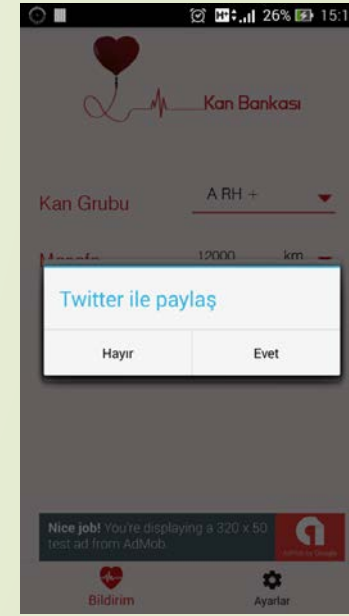 H+ 26% 15:1
Kan Bankası
Kan Grubu A RH +
Mesafe 12000 km
Twitter ile paylaş
Hayır Evet
Nice job! You're displaying a 320 x 50
test ad from AdMob.
Bildirim Ayarlar